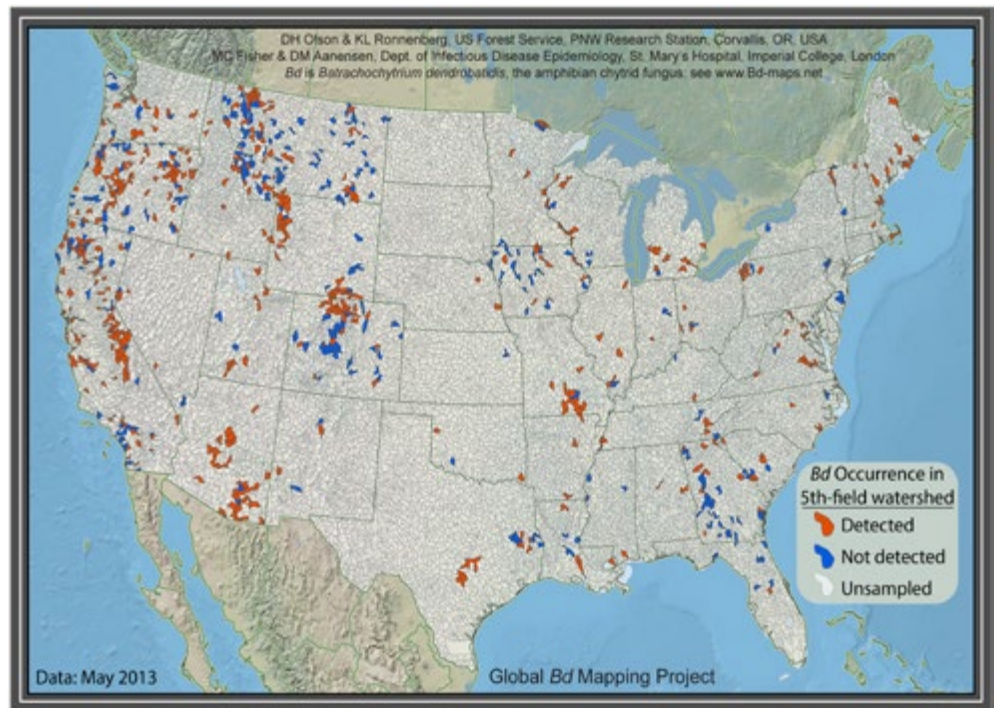 DH Olson & KL Ronnenberg, US Forest Service, PNW Research Station, Corvallis, OR, USA
MC Fisher & DM Aanensen, Dept. of Infectious Disease Epidemiology, St. Mary's Hospital, Imperial College, London
Bd is Batrachochytrium dendrobatidis, the amphibian chytrid fungus: see www.Bd-maps.net
Bd Occurrence in
5th-field watershed
Detected
Not detected
Unsampled
Data: May 2013
Global Bd Mapping Project